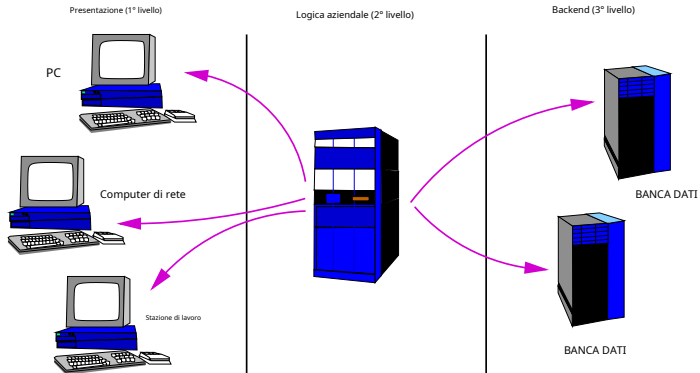 Presentazione (1° livello)
Logica aziendale (2° livello)
Backend (3° livello)
PC
Computer di rete
Stazione di lavoro
BANCA DATI
BANCA DATI